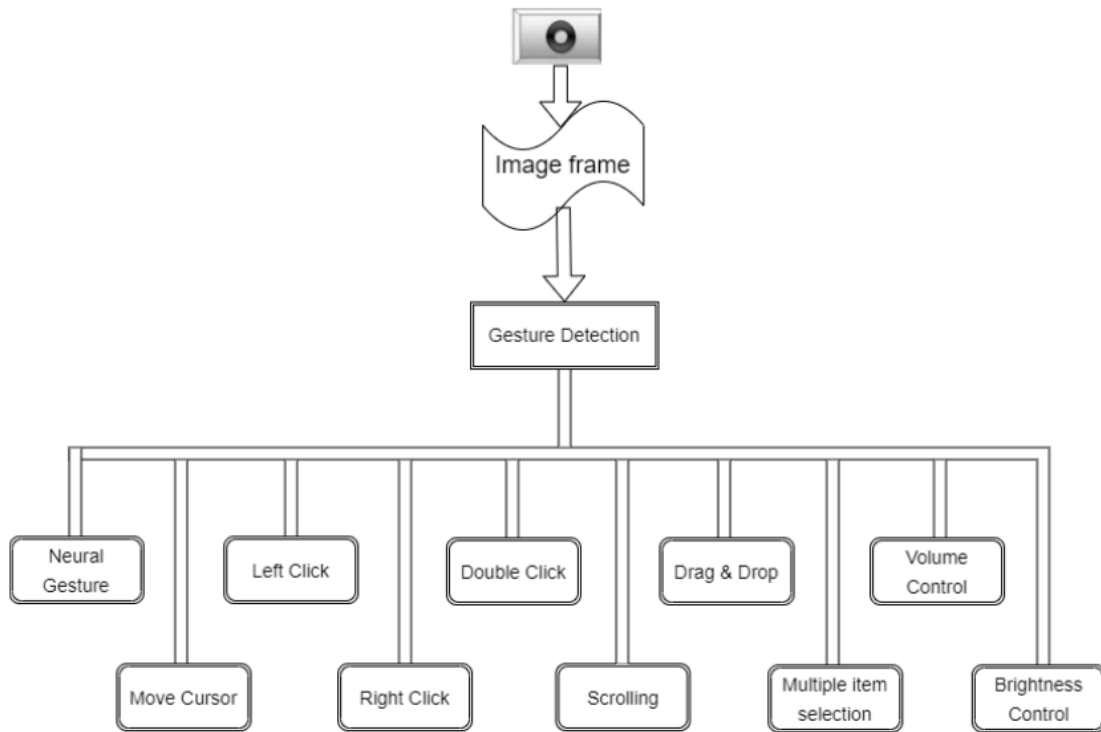 Image frame
Gesture Detection
Neural
Gesture
Left Click
Double Click
Drag & Drop
Volume
Control
Move Cursor
Right Click
Scrolling
Multiple item
selection
Brightness
Control